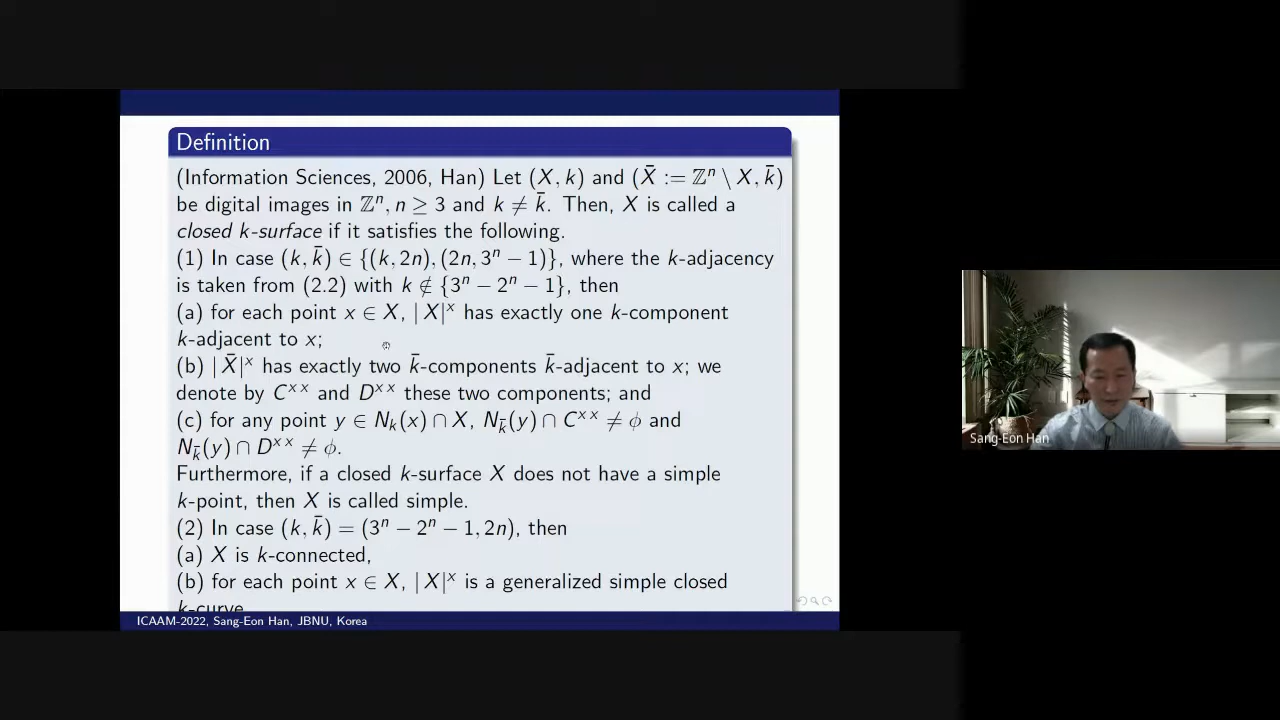 Definition
(Information Sciences, 2006, Han) Let (X, k) and (X̄ := ℤⁿ \ X, k̄)
be digital images in ℤⁿ, n ≥ 3 and k ≠ k̄. Then, X is called a
closed k-surface if it satisfies the following.
(1) In case (k, k̄) ∈ {(k, 2n), (2n, 3ⁿ − 1)}, where the k-adjacency
is taken from (2.2) with k ∉ {3ⁿ − 2ⁿ − 1}, then
(a) for each point x ∈ X, |X|ˣ has exactly one k-component
k-adjacent to x;
(b) |X̄|ˣ has exactly two k̄-components k̄-adjacent to x; we
denote by Cˣˣ and Dˣˣ these two components; and
(c) for any point y ∈ Nₖ(x) ∩ X, N_k̄(y) ∩ Cˣˣ ≠ ϕ and
N_k̄(y) ∩ Dˣˣ ≠ ϕ.
Furthermore, if a closed k-surface X does not have a simple
k-point, then X is called simple.
(2) In case (k, k̄) = (3ⁿ − 2ⁿ − 1, 2n), then
(a) X is k-connected,
(b) for each point x ∈ X, |X|ˣ is a generalized simple closed
k-curve
ICAAM-2022, Sang-Eon Han, JBNU, Korea
Sang-Eon Han